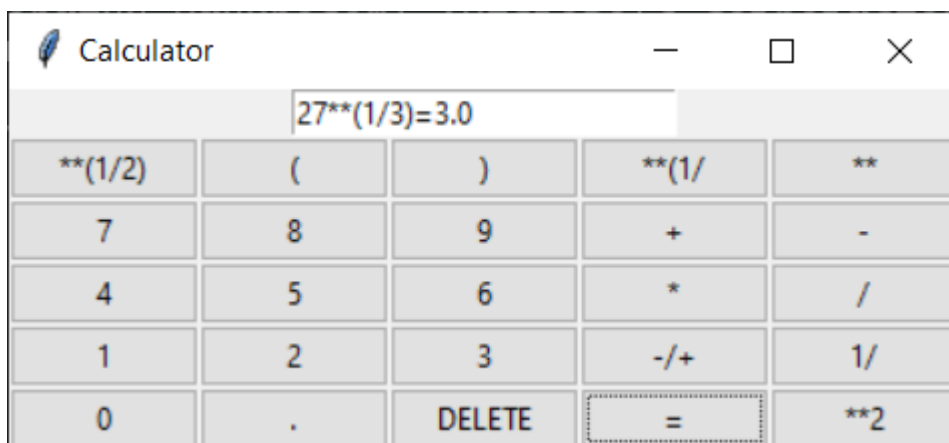 Calculator
27**(1/3)=3.0
**(1/2) ( ) **(1/ **
7 8 9 + -
4 5 6 * /
1 2 3 -/+ 1/
0 . DELETE = **2